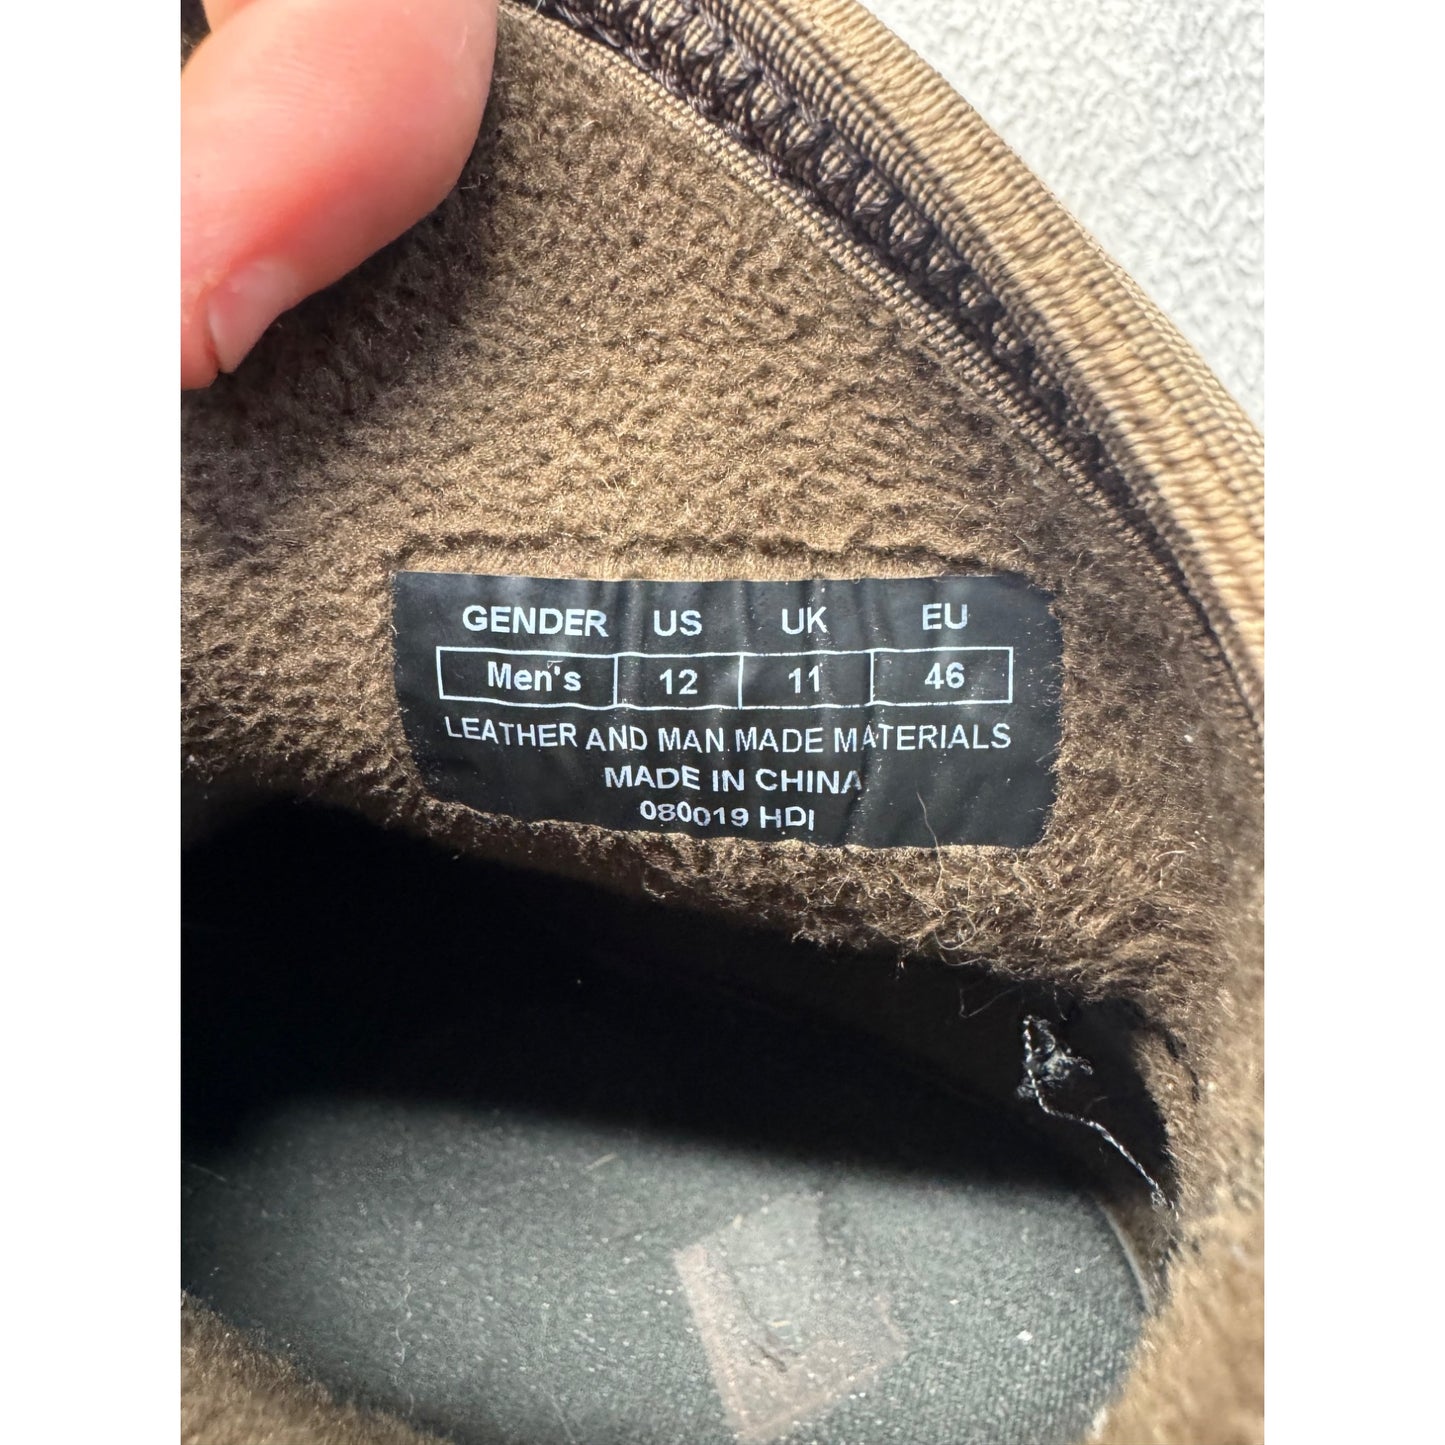 GENDER US UK EU
Men's 12 11 46
LEATHER AND MAN MADE MATERIALS
MADE IN CHINA
080019 HDI